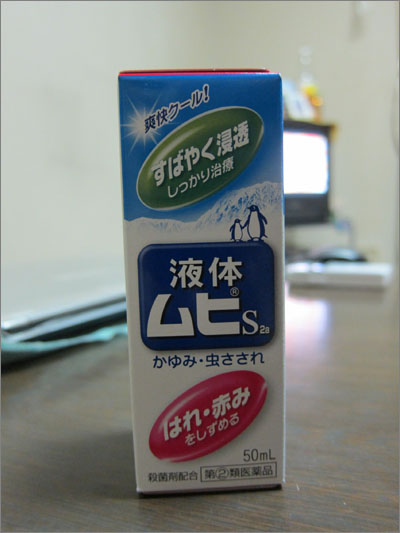 爽快クール!
すばやく浸透
しっかり治療
液体
ムヒ®S2a
かゆみ・虫さされ
はれ・赤み
をしずめる
50mL
殺菌剤配合 指②類医薬品